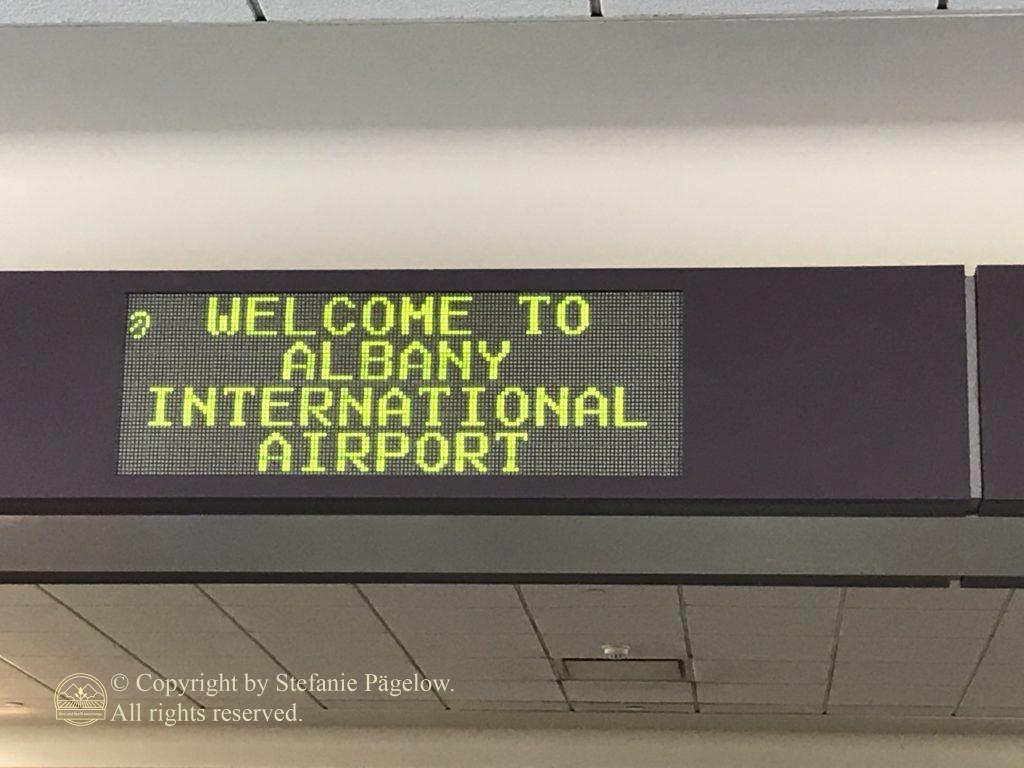 WELCOME TO
ALBANY
INTERNATIONAL
AIRPORT
© Copyright by Stefanie Pägelow.
All rights reserved.